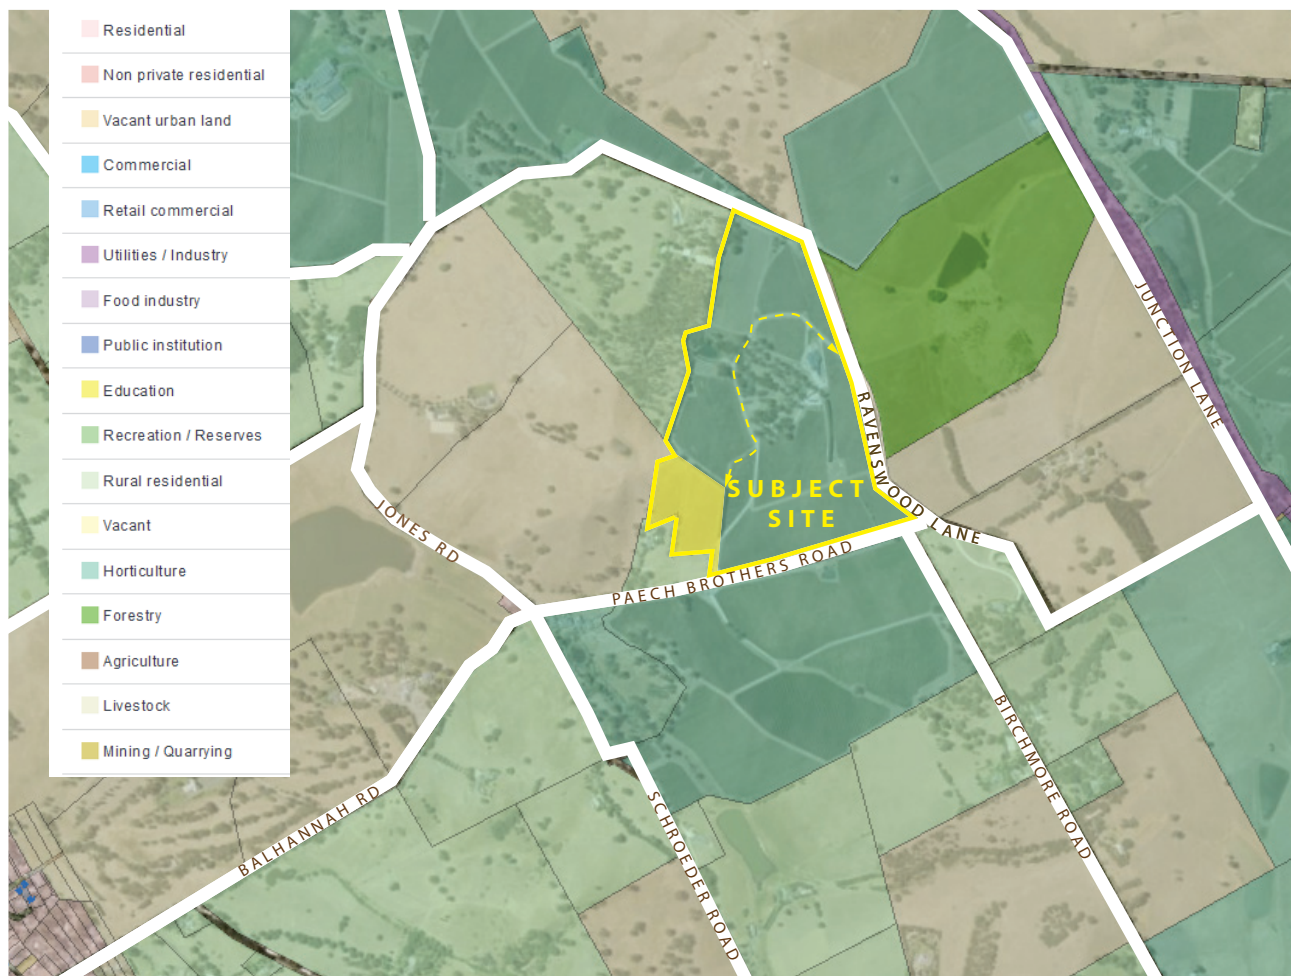 Residential
Non private residential
Vacant urban land
Commercial
Retail commercial
Utilities / Industry
Food industry
Public institution
Education
Recreation / Reserves
Rural residential
Vacant
Horticulture
Forestry
Agriculture
Livestock
Mining / Quarrying
JUNCTION LANE
RAVENSWOOD LANE
SUBJECT
SITE
JONES RD
PAECH BROTHERS ROAD
BIRCHMORE ROAD
BALHANNAH RD
SCHROEDER ROAD